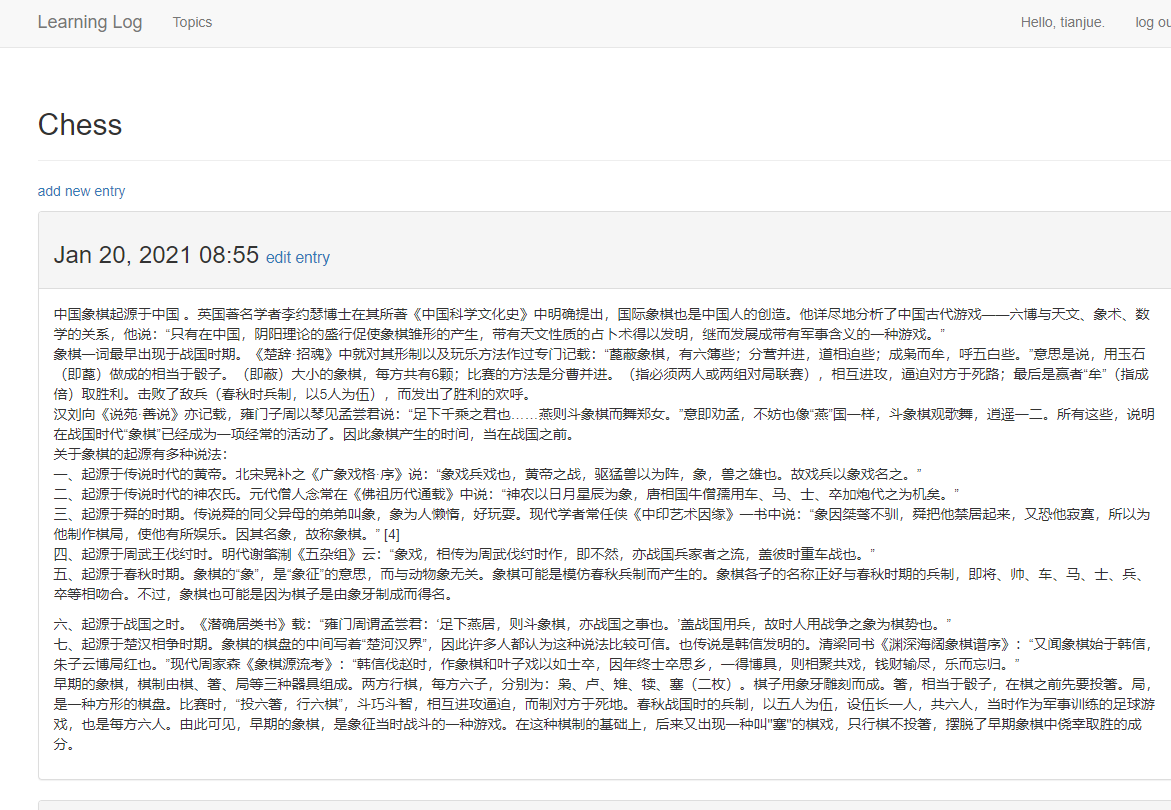 Learning Log Topics Hello, tianjue. log ou
Chess
add new entry
Jan 20, 2021 08:55 edit entry
中国象棋起源于中国 。英国著名学者李约瑟博士在其所著《中国科学文化史》中明确提出，国际象棋也是中国人的创造。他详尽地分析了中国古代游戏——六博与天文、象术、数
学的关系，他说：“只有在中国，阴阳理论的盛行促使象棋雏形的产生，带有天文性质的占卜术得以发明，继而发展成带有军事含义的一种游戏。”
象棋一词最早出现于战国时期。《楚辞·招魂》中就对其形制以及玩乐方法作过专门记载：“蓖蔽象棋，有六簿些；分营并进，道相迫些；成枭而牟，呼五白些。”意思是说，用玉石
（即蓖）做成的相当于骰子。（即蔽）大小的象棋，每方共有6颗；比赛的方法是分曹并进。（指必须两人或两组对局联赛），相互进攻，逼迫对方于死路；最后是赢者“牟”（指成
倍）取胜利。击败了敌兵（春秋时兵制，以5人为伍），而发出了胜利的欢呼。
汉刘向《说苑·善说》亦记载，雍门子周以琴见孟尝君说：“足下千乘之君也……燕则斗象棋而舞郑女。”意即劝孟，不妨也像“燕”国一样，斗象棋观歌舞，逍遥一二。所有这些，说明
在战国时代“象棋”已经成为一项经常的活动了。因此象棋产生的时间，当在战国之前。
关于象棋的起源有多种说法：
一、起源于传说时代的黄帝。北宋晃补之《广象戏格·序》说：“象戏兵戏也，黄帝之战，驱猛兽以为阵，象，兽之雄也。故戏兵以象戏名之。”
二、起源于传说时代的神农氏。元代僧人念常在《佛祖历代通载》中说：“神农以日月星辰为象，唐相国牛僧孺用车、马、士、卒加炮代之为机矣。”
三、起源于舜的时期。传说舜的同父异母的弟弟叫象，象为人懒惰，好玩耍。现代学者常任侠《中印艺术因缘》一书中说：“象因桀骜不驯，舜把他禁居起来，又恐他寂寞，所以为
他制作棋局，使他有所娱乐。因其名象，故称象棋。” [4]
四、起源于周武王伐纣时。明代谢肇淛《五杂组》云：“象戏，相传为周武伐纣时作，即不然，亦战国兵家者之流，盖彼时重车战也。”
五、起源于春秋时期。象棋的“象”，是“象征”的意思，而与动物象无关。象棋可能是模仿春秋兵制而产生的。象棋各子的名称正好与春秋时期的兵制，即将、帅、车、马、士、兵、
卒等相吻合。不过，象棋也可能是因为棋子是由象牙制成而得名。
六、起源于战国之时。《潜确居类书》载：“雍门周谓孟尝君：‘足下燕居，则斗象棋，亦战国之事也。’盖战国用兵，故时人用战争之象为棋势也。”
七、起源于楚汉相争时期。象棋的棋盘的中间写着“楚河汉界”，因此许多人都认为这种说法比较可信。也传说是韩信发明的。清梁同书《渊深海阔象棋谱序》：“又闻象棋始于韩信，
朱子云博局红也。”现代周家森《象棋源流考》：“韩信伐赵时，作象棋和叶子戏以如士卒，因年终士卒思乡，一得博具，则相聚共戏，钱财输尽，乐而忘归。”
早期的象棋，棋制由棋、箸、局等三种器具组成。两方行棋，每方六子，分别为：枭、卢、雉、犊、塞（二枚）。棋子用象牙雕刻而成。箸，相当于骰子，在棋之前先要投箸。局，
是一种方形的棋盘。比赛时，“投六箸，行六棋”，斗巧斗智，相互进攻逼迫，而制对方于死地。春秋战国时的兵制，以五人为伍，设伍长一人，共六人，当时作为军事训练的足球游
戏，也是每方六人。由此可见，早期的象棋，是象征当时战斗的一种游戏。在这种棋制的基础上，后来又出现一种叫"塞"的棋戏，只行棋不投箸，摆脱了早期象棋中侥幸取胜的成
分。